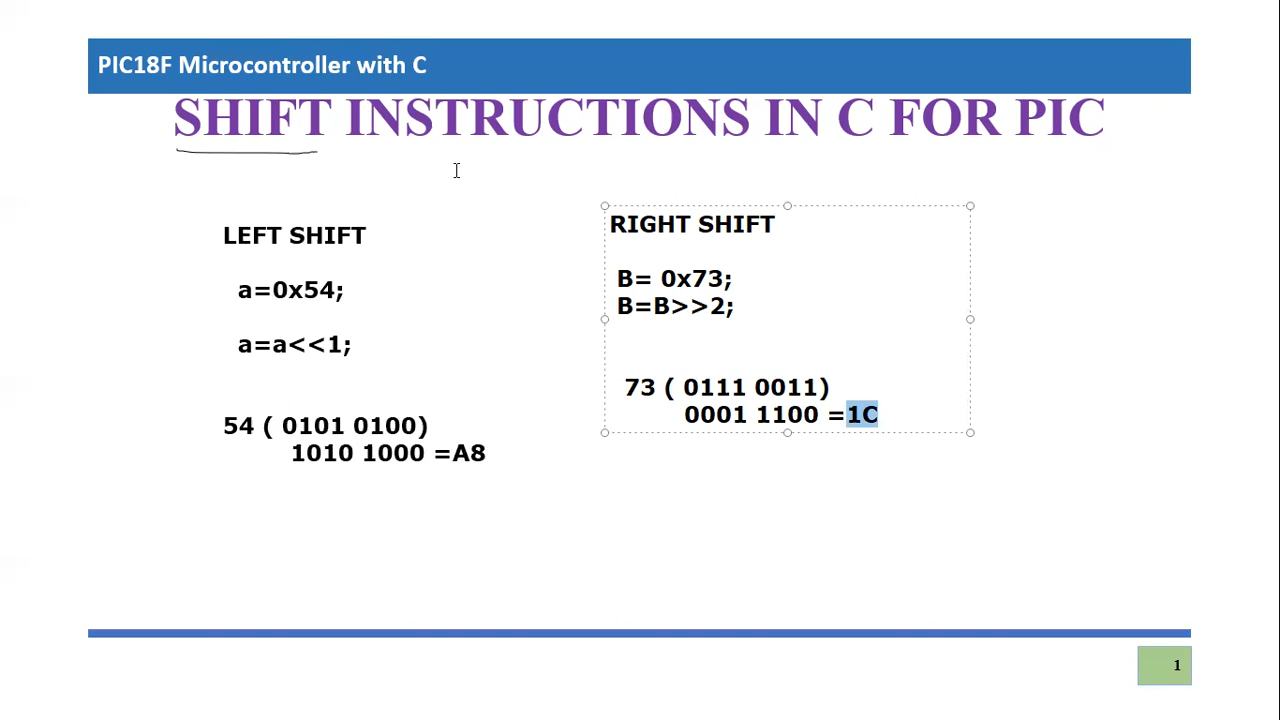 PIC18F Microcontroller with C
SHIFT INSTRUCTIONS IN C FOR PIC
LEFT SHIFT
a=0x54;
a=a<<1;
54 ( 0101 0100)
1010 1000 =A8
RIGHT SHIFT
B= 0x73;
B=B>>2;
73 ( 0111 0011)
0001 1100 =1C
1